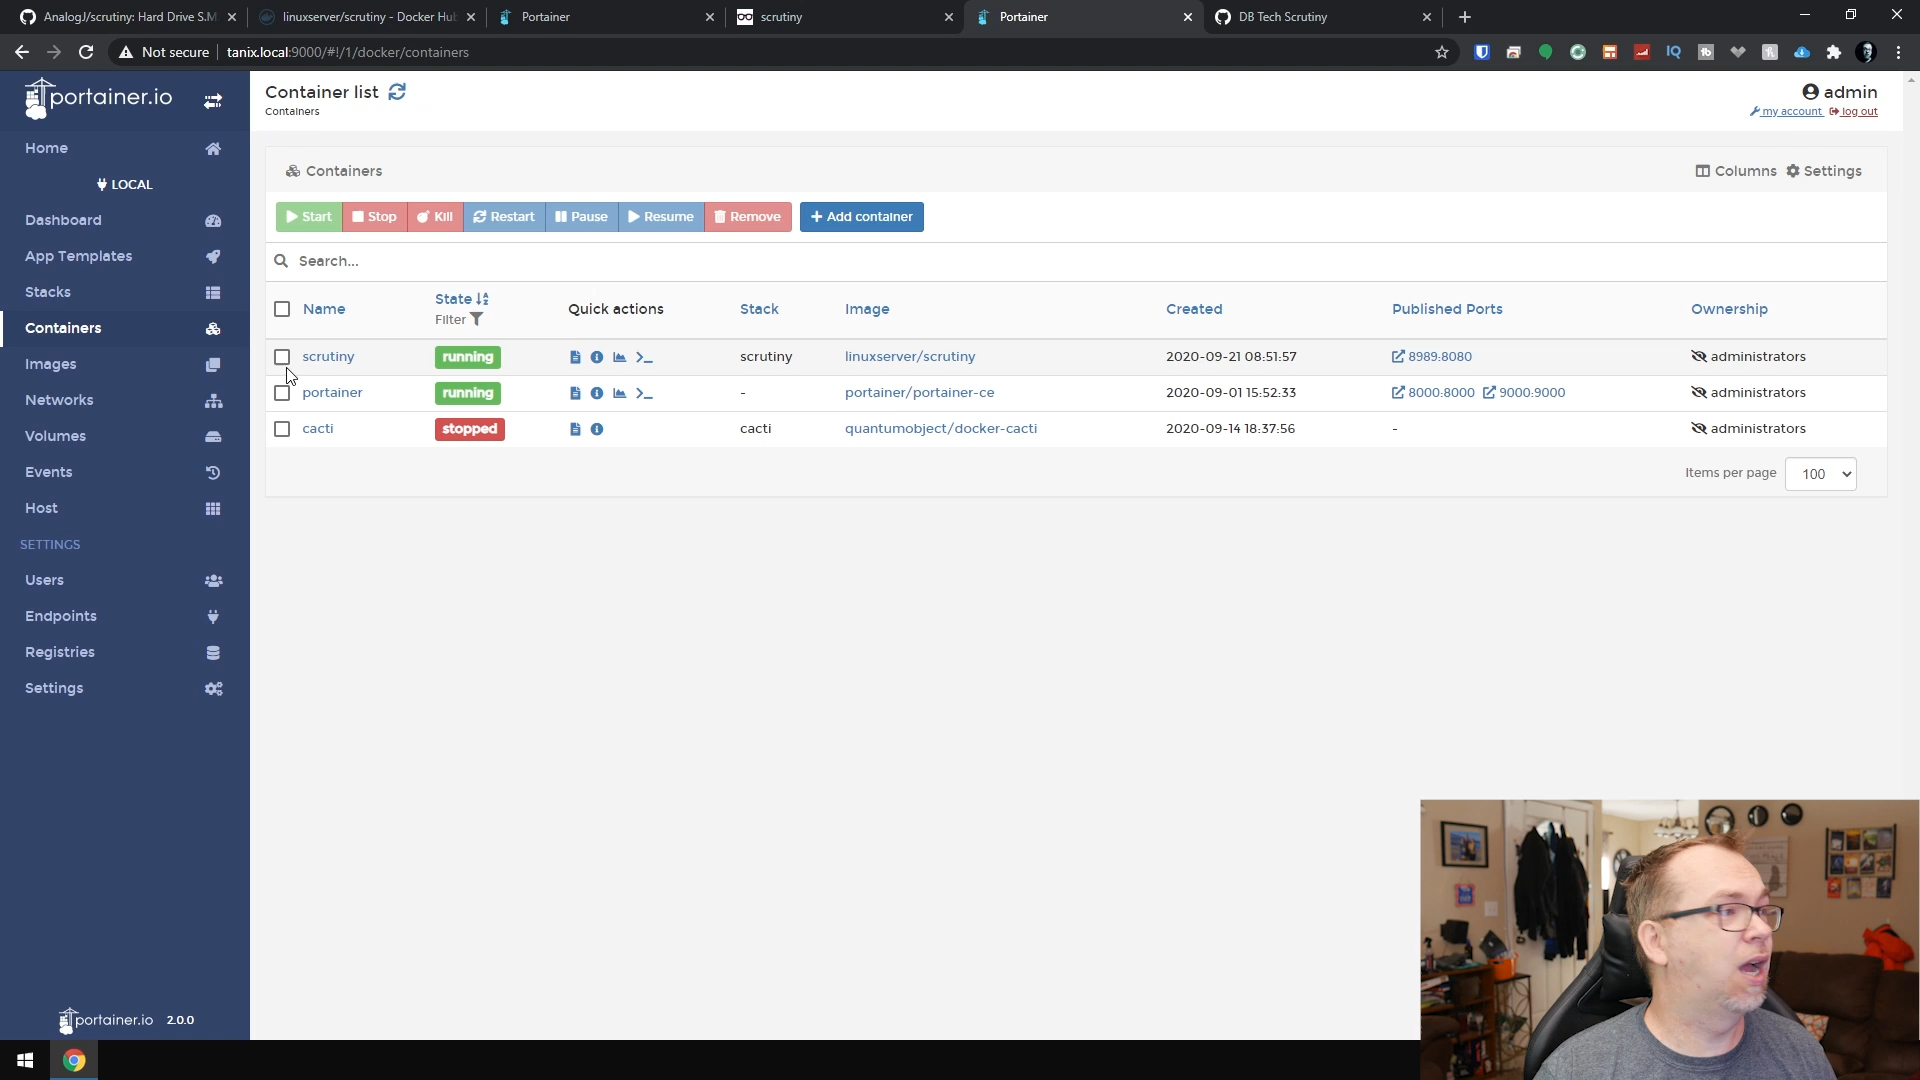 AnalogJ/scrutiny: Hard Drive S.M
linuxserver/scrutiny - Docker Hub
Portainer
scrutiny
Portainer
DB Tech Scrutiny
Not secure
tanix.local:9000/#!/1/docker/containers
portainer.io
Container list
Containers
admin
my account
log out
Home
LOCAL
Dashboard
App Templates
Stacks
Containers
Images
Networks
Volumes
Events
Host
SETTINGS
Users
Endpoints
Registries
Settings
portainer.io 2.0.0
Containers
Columns
Settings
Start
Stop
Kill
Restart
Pause
Resume
Remove
Add container
Search...
Name
State
Filter
Quick actions
Stack
Image
Created
Published Ports
Ownership
scrutiny running scrutiny linuxserver/scrutiny 2020-09-21 08:51:57 8989:8080 administrators
portainer running - portainer/portainer-ce 2020-09-01 15:52:33 8000:8000 9000:9000 administrators
cacti stopped cacti quantumobject/docker-cacti 2020-09-14 18:37:56 - administrators
Items per page 100